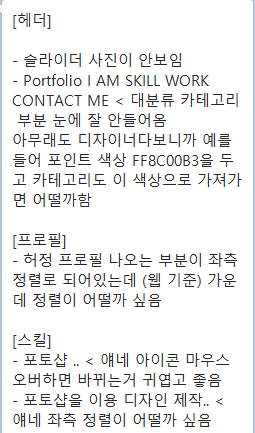 [헤더]
- 슬라이더 사진이 안보임
- Portfolio I AM SKILL WORK
CONTACT ME < 대분류 카테고리
부분 눈에 잘 안들어옴
아무래도 디자이너다보니까 예를
들어 포인트 색상 FF8C00B3을 두
고 카테고리도 이 색상으로 가져가
면 어떨까함
[프로필]
- 허정 프로필 나오는 부분이 좌측
정렬로 되어있는데 (웹 기준) 가운
데 정렬이 어떨까 싶음
[스킬]
- 포토샵 .. < 얘네 아이콘 마우스
오버하면 바뀌는거 귀엽고 좋음
- 포토샵을 이용 디자인 제작.. <
얘네 좌측 정렬이 어떨까 싶음